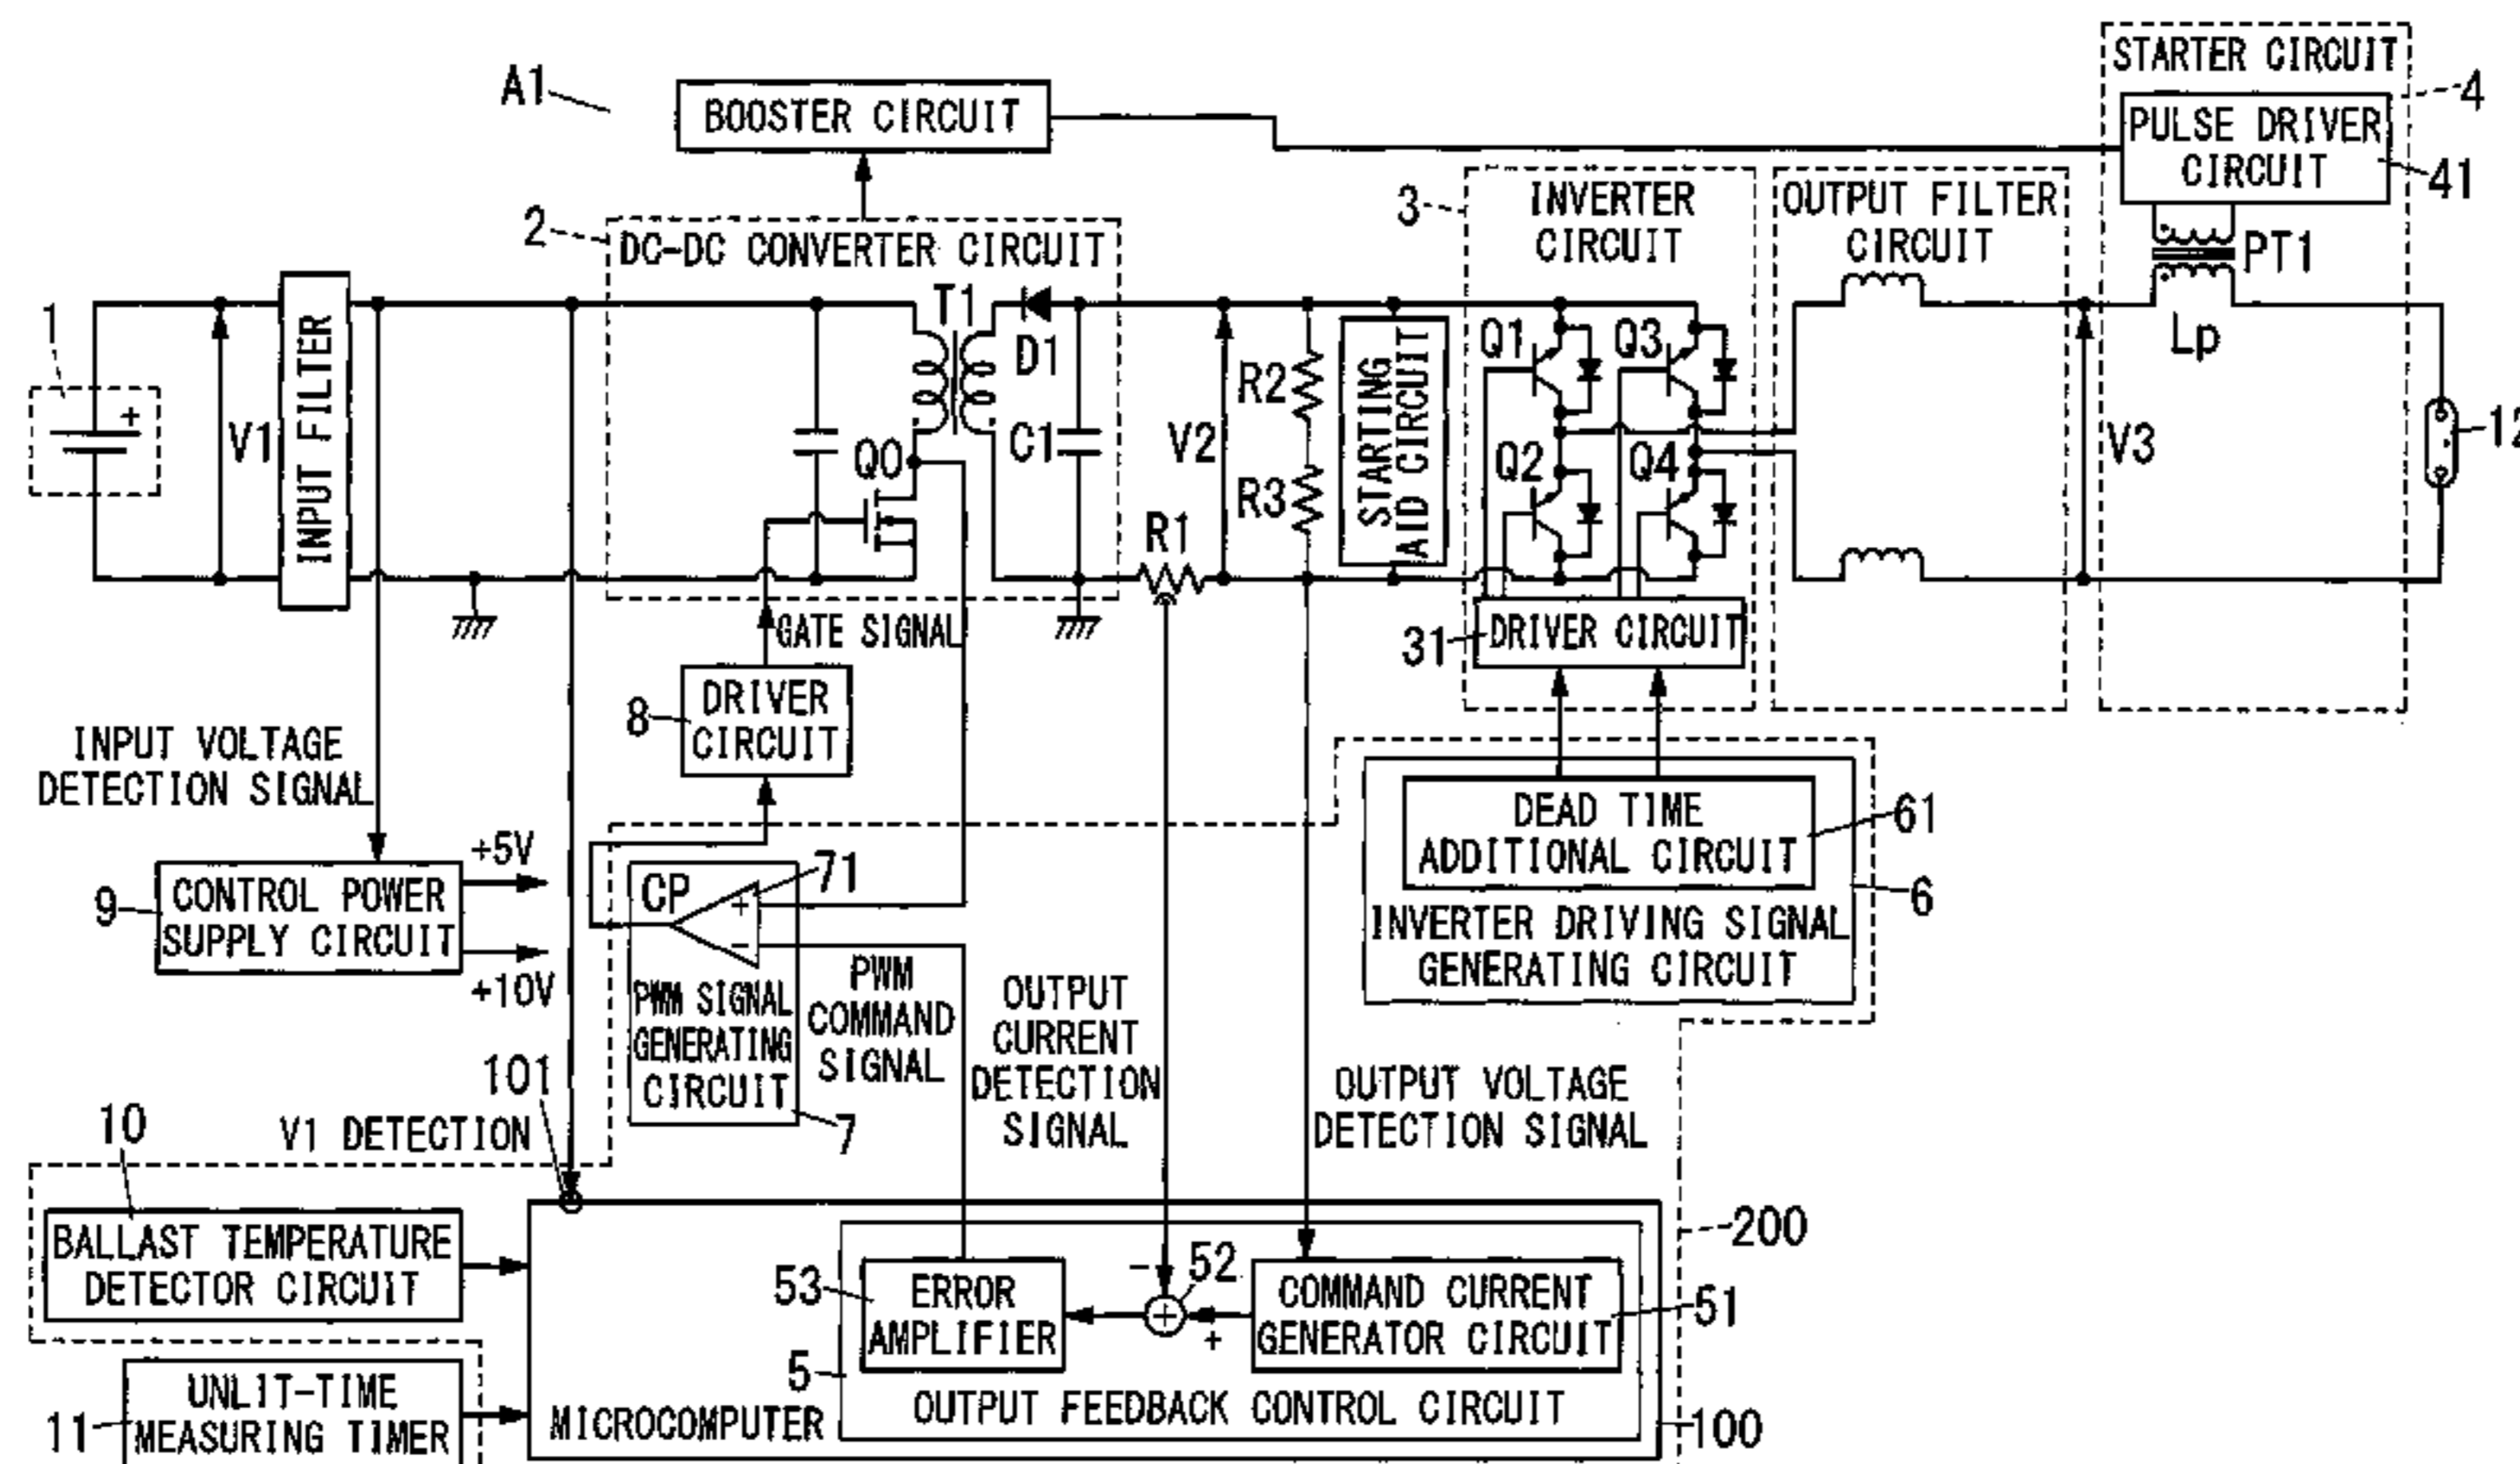 STARTER CIRCUIT
4
A1
BOOSTER CIRCUIT
PULSE DRIVER
CIRCUIT
41
2
DC-DC CONVERTER CIRCUIT
3
INVERTER
CIRCUIT
OUTPUT FILTER
CIRCUIT
PT1
Lp
1
+
V1
INPUT FILTER
T1
D1
Q0
C1
V2
R1
R2
R3
STARTING
AID CIRCUIT
Q1
Q3
Q2
Q4
V3
12
GATE SIGNAL
31
DRIVER CIRCUIT
8
DRIVER
CIRCUIT
INPUT VOLTAGE
DETECTION SIGNAL
DEAD TIME
ADDITIONAL CIRCUIT
61
INVERTER DRIVING SIGNAL
GENERATING CIRCUIT
6
9
CONTROL POWER
SUPPLY CIRCUIT
+5V
+10V
CP
71
+
−
PWM SIGNAL
GENERATING
CIRCUIT
7
PWM
COMMAND
SIGNAL
OUTPUT
CURRENT
DETECTION
SIGNAL
OUTPUT VOLTAGE
DETECTION SIGNAL
101
V1 DETECTION
10
BALLAST TEMPERATURE
DETECTOR CIRCUIT
200
53
ERROR
AMPLIFIER
−
52
+
+
COMMAND CURRENT
GENERATOR CIRCUIT
51
5
OUTPUT FEEDBACK CONTROL CIRCUIT
11
UNLIT-TIME
MEASURING TIMER
MICROCOMPUTER
100